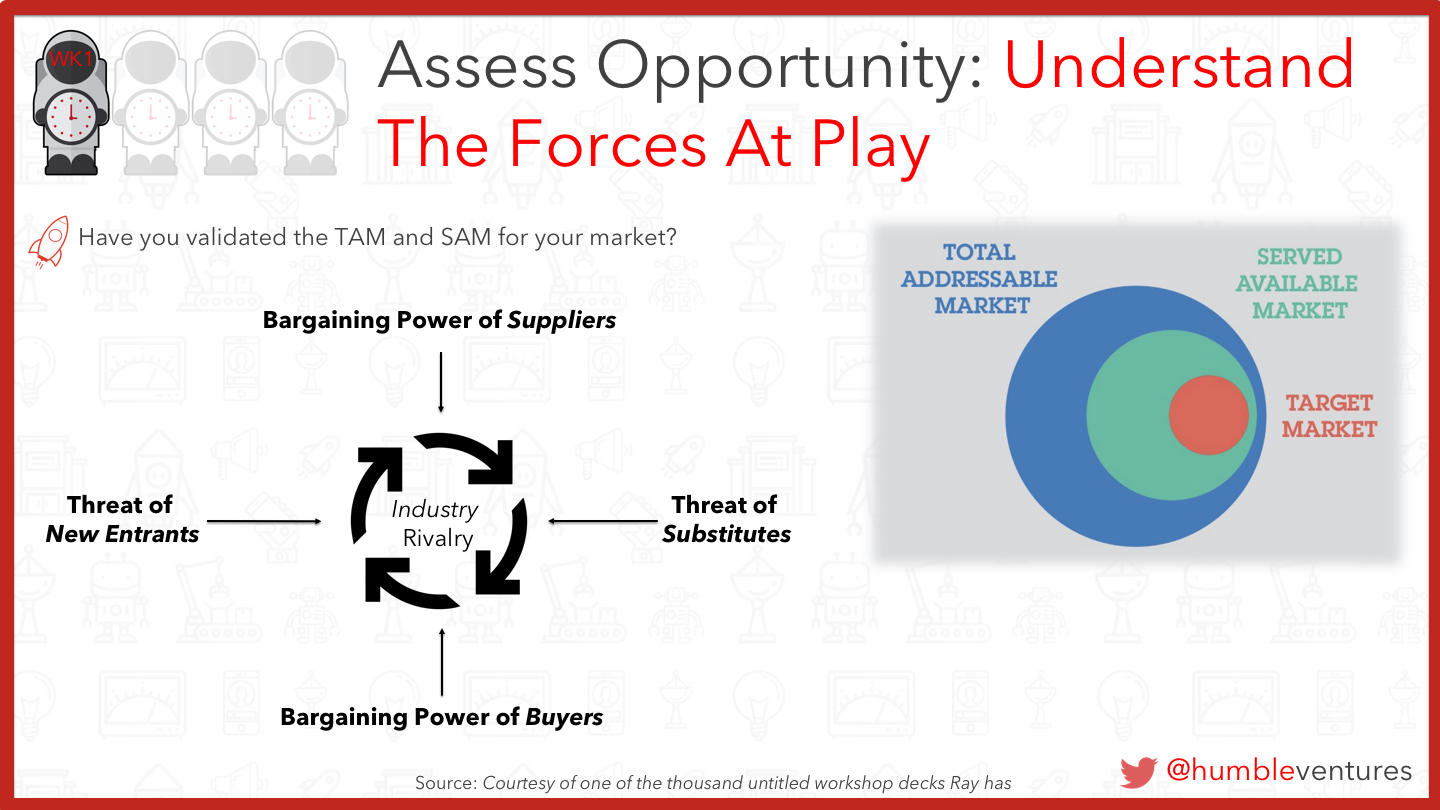 WK1
Assess Opportunity: Understand
The Forces At Play
Have you validated the TAM and SAM for your market?
Bargaining Power of Suppliers
Threat of
New Entrants
Industry
Rivalry
Threat of
Substitutes
Bargaining Power of Buyers
TOTAL
ADDRESSABLE
MARKET
SERVED
AVAILABLE
MARKET
TARGET
MARKET
Source: Courtesy of one of the thousand untitled workshop decks Ray has
@humbleventures